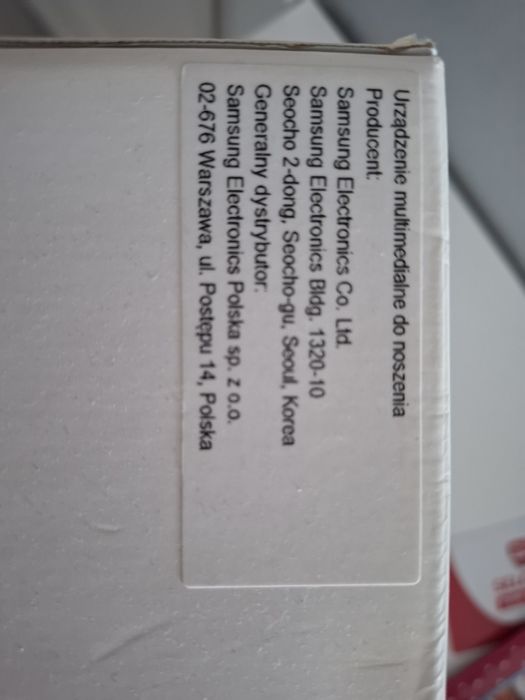 Urządzenie multimedialne do noszenia
Producent:
Samsung Electronics Co. Ltd.
Samsung Electronics Bldg. 1320-10
Seocho 2-dong, Seocho-gu, Seoul, Korea
Generalny dystrybutor:
Samsung Electronics Polska sp. z o.o.
02-676 Warszawa, ul. Postępu 14, Polska